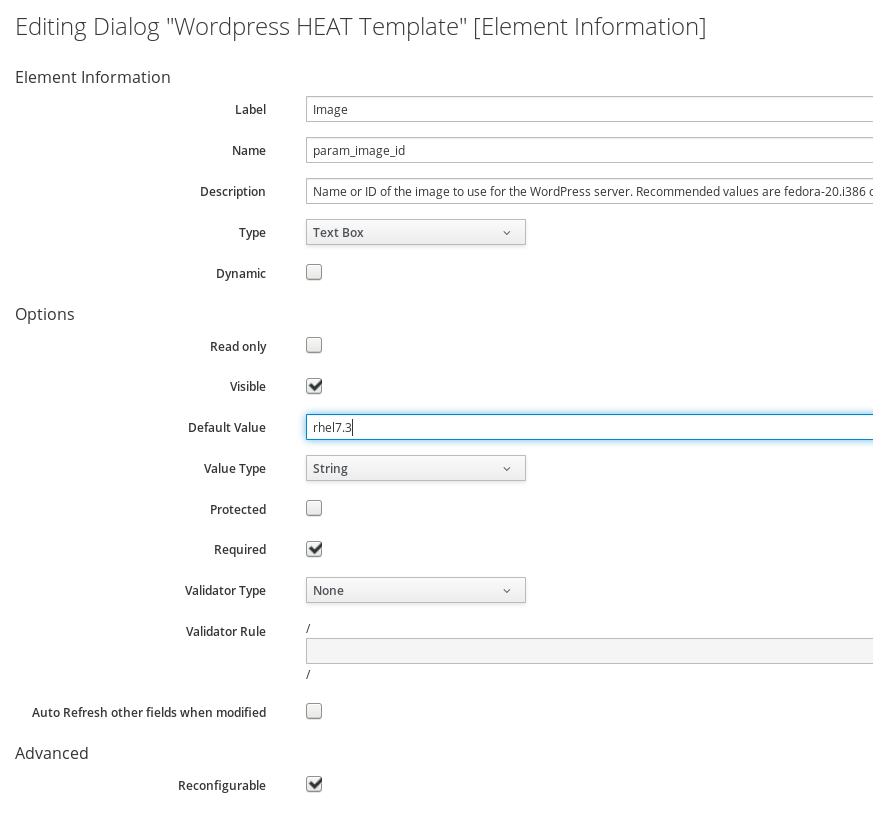 Editing Dialog "Wordpress HEAT Template" [Element Information]
Element Information
Label Image
Name param_image_id
Description Name or ID of the image to use for the WordPress server. Recommended values are fedora-20.i386
Type Text Box
Dynamic
Options
Read only
Visible
Default Value rhel7.3
Value Type String
Protected
Required
Validator Type None
Validator Rule /
/
Auto Refresh other fields when modified
Advanced
Reconfigurable